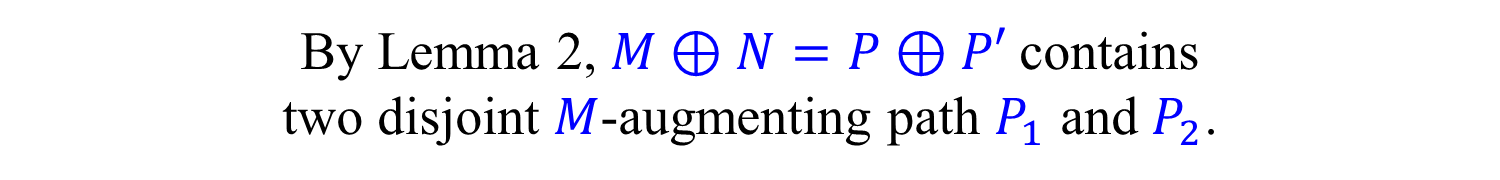 By Lemma 2, M ⊕ N = P ⊕ P′ contains
two disjoint M-augmenting path P₁ and P₂.